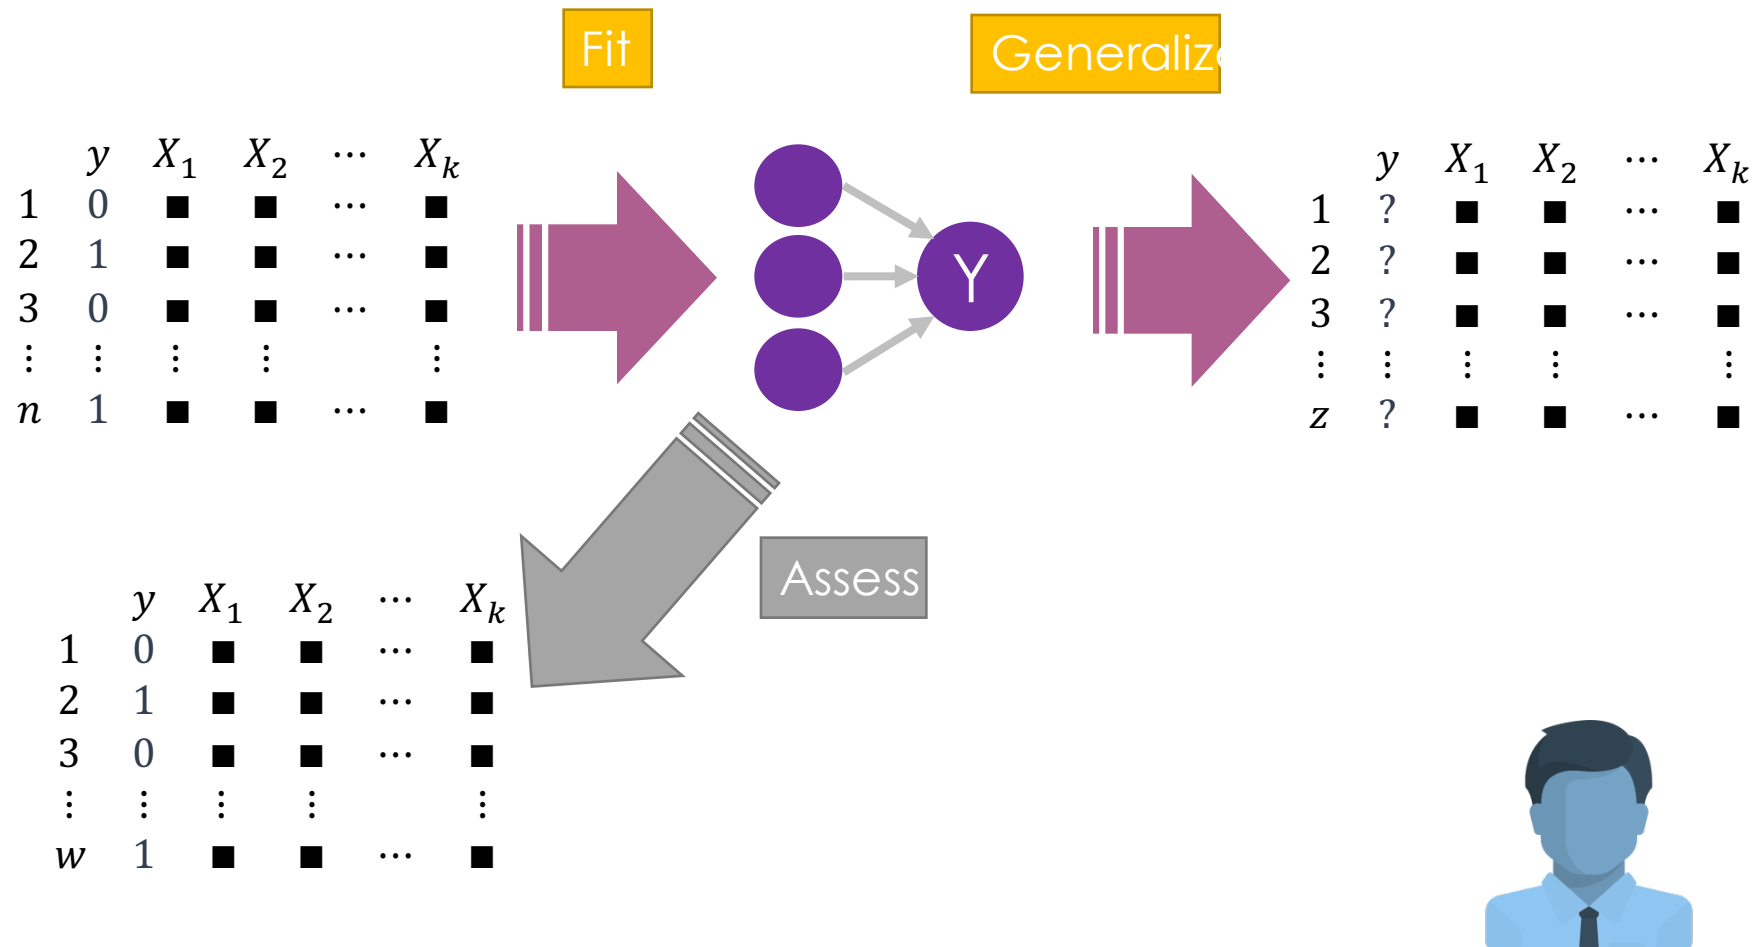 Fit
Generalize
y X₁ X₂ ⋯ Xₖ
1 0 ■ ■ ⋯ ■
2 1 ■ ■ ⋯ ■
3 0 ■ ■ ⋯ ■
⋮ ⋮ ⋮ ⋮ ⋮
n 1 ■ ■ ⋯ ■
Y
y X₁ X₂ ⋯ Xₖ
1 ? ■ ■ ⋯ ■
2 ? ■ ■ ⋯ ■
3 ? ■ ■ ⋯ ■
⋮ ⋮ ⋮ ⋮ ⋮
z ? ■ ■ ⋯ ■
Assess
y X₁ X₂ ⋯ Xₖ
1 0 ■ ■ ⋯ ■
2 1 ■ ■ ⋯ ■
3 0 ■ ■ ⋯ ■
⋮ ⋮ ⋮ ⋮ ⋮
w 1 ■ ■ ⋯ ■